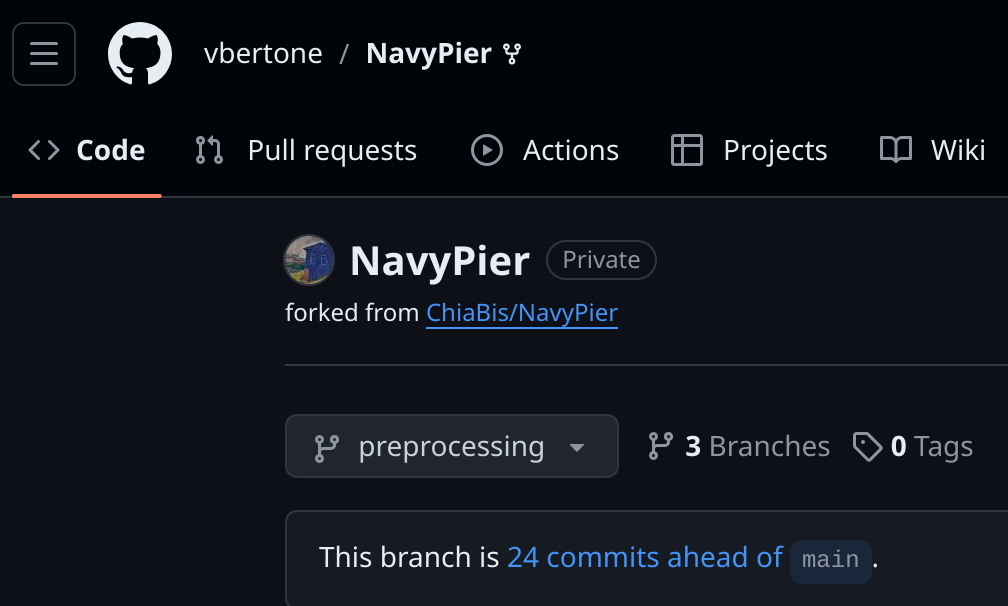 vbertone / NavyPier
Code Pull requests Actions Projects Wiki
NavyPier Private
forked from ChiaBis/NavyPier
preprocessing 3 Branches 0 Tags
This branch is 24 commits ahead of main.